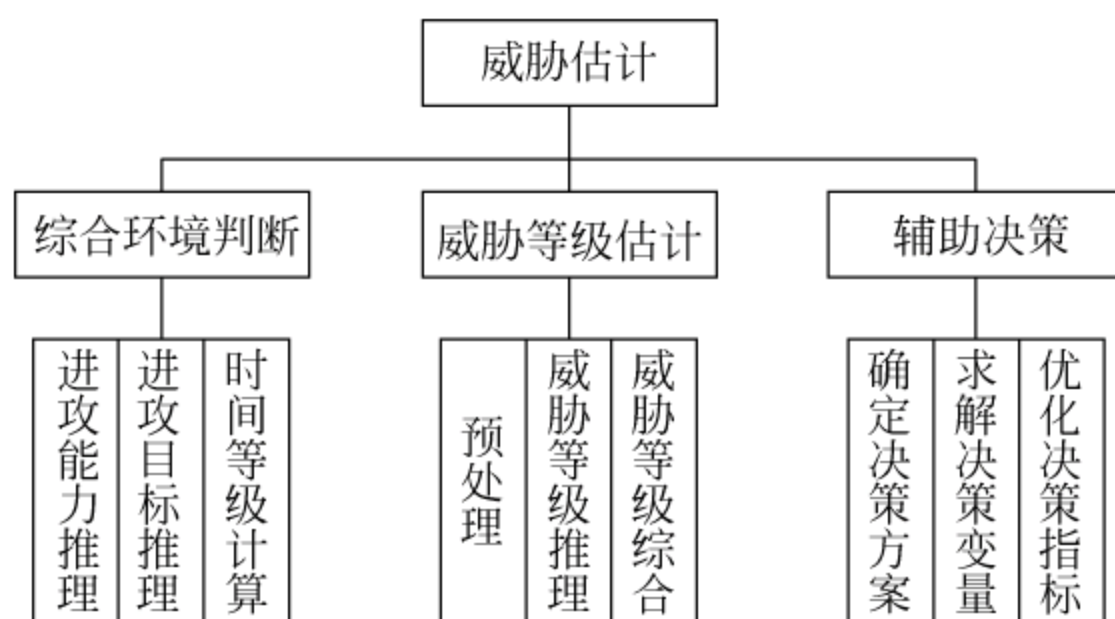 威胁估计
综合环境判断
威胁等级估计
辅助决策
进攻能力推理
进攻目标推理
时间等级计算
预处理
威胁等级推理
威胁等级综合
确定决策方案
求解决策变量
优化决策指标